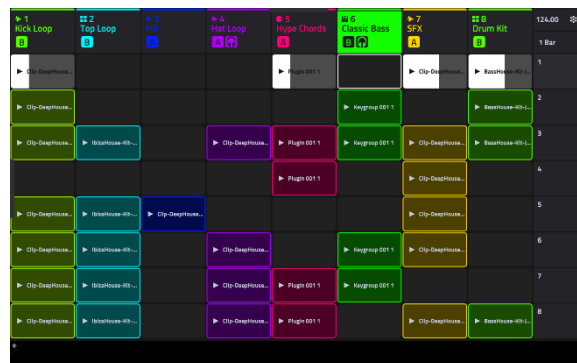 1 2 3 4 5 6 7 8 124.00
Kick Loop Top Loop Fill Hat Loop Hype Chords Classic Bass SFX Drum Kit
B B A A A B A B 1 Bar
Clip-DeepHouse... Plugin 001 1 Clip-DeepHouse... BassHouse-Kit-(... 1
Clip-DeepHouse... Keygroup 001 1 BassHouse-Kit-(... 2
Clip-DeepHouse... IbizaHouse-Kit-... Clip-DeepHouse... Plugin 001 1 Keygroup 001 1 Clip-DeepHouse... BassHouse-Kit-(... 3
Plugin 001 1 Clip-DeepHouse... 4
Clip-DeepHouse... IbizaHouse-Kit-... Clip-DeepHouse... Clip-DeepHouse... 5
Clip-DeepHouse... IbizaHouse-Kit-... Clip-DeepHouse... Keygroup 001 1 Clip-DeepHouse... 6
Clip-DeepHouse... IbizaHouse-Kit-... Clip-DeepHouse... Plugin 001 1 Keygroup 001 1 7
Clip-DeepHouse... IbizaHouse-Kit-... Clip-DeepHouse... Plugin 001 1 Clip-DeepHouse... BassHouse-Kit-(... 8